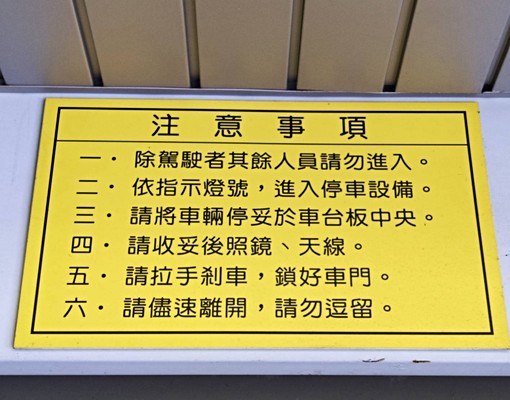 注意事項
一・除駕駛者其餘人員請勿進入。
二・依指示燈號，進入停車設備。
三・請將車輛停妥於車台板中央。
四・請收妥後照鏡、天線。
五・請拉手剎車，鎖好車門。
六・請儘速離開，請勿逗留。